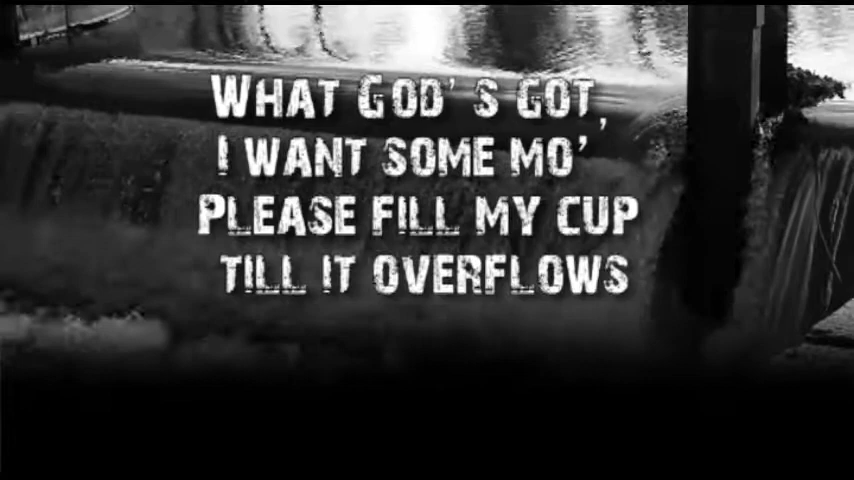 What God's got,
I want some mo'
Please fill my cup
till it overflows